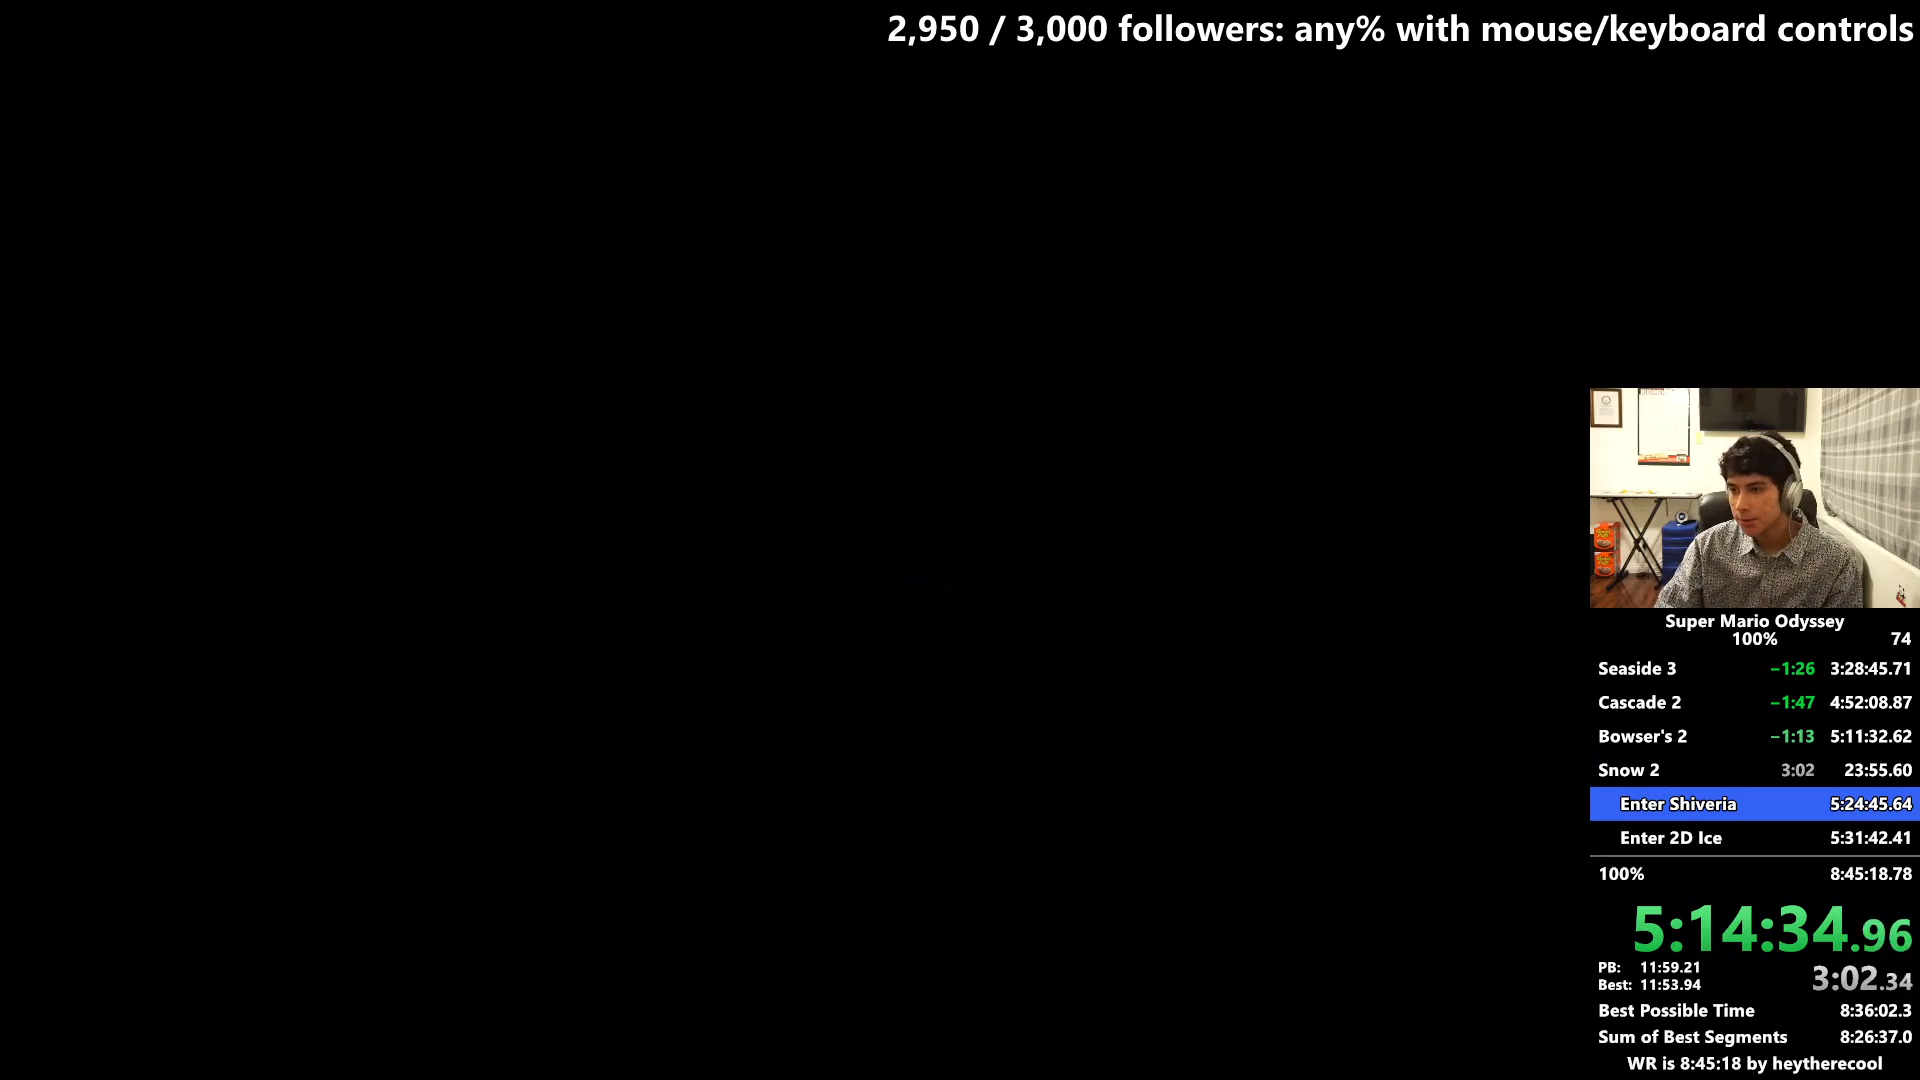 2,950 / 3,000 followers: any% with mouse/keyboard controls
Super Mario Odyssey
100% 74
Seaside 3 −1:26 3:28:45.71
Cascade 2 −1:47 4:52:08.87
Bowser's 2 −1:13 5:11:32.62
Snow 2 3:02 23:55.60
Enter Shiveria 5:24:45.64
Enter 2D Ice 5:31:42.41
100% 8:45:18.78
5:14:34.96
PB: 11:59.21
Best: 11:53.94
3:02.34
Best Possible Time 8:36:02.3
Sum of Best Segments 8:26:37.0
WR is 8:45:18 by heytherecool